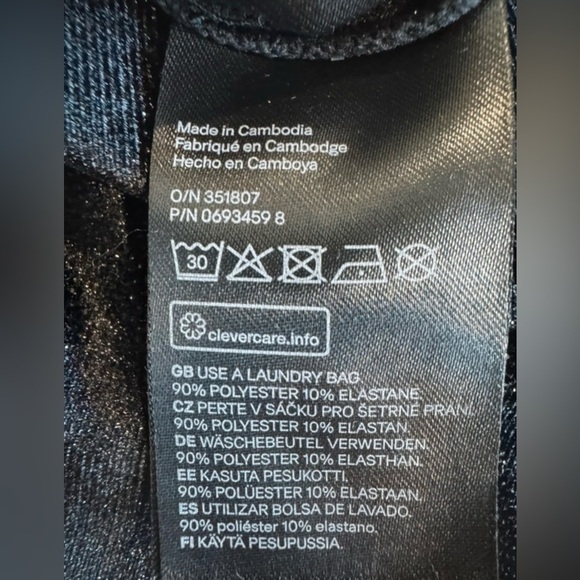 Made in Cambodia
Fabriqué en Cambodge
Hecho en Camboya
O/N 351807
P/N 0693459 8
30
clevercare.info
GB USE A LAUNDRY BAG
90% POLYESTER 10% ELASTANE
CZ PERTE V SÁČKU PRO ŠETRNÉ PRANÍ
90% POLYESTER 10% ELASTAN.
DE WÄSCHEBEUTEL VERWENDEN.
90% POLYESTER 10% ELASTHAN.
EE KASUTA PESUKOTTI.
90% POLÜESTER 10% ELASTAAN.
ES UTILIZAR BOLSA DE LAVADO.
90% poliéster 10% elastano.
FI KÄYTÄ PESUPUSSIA.